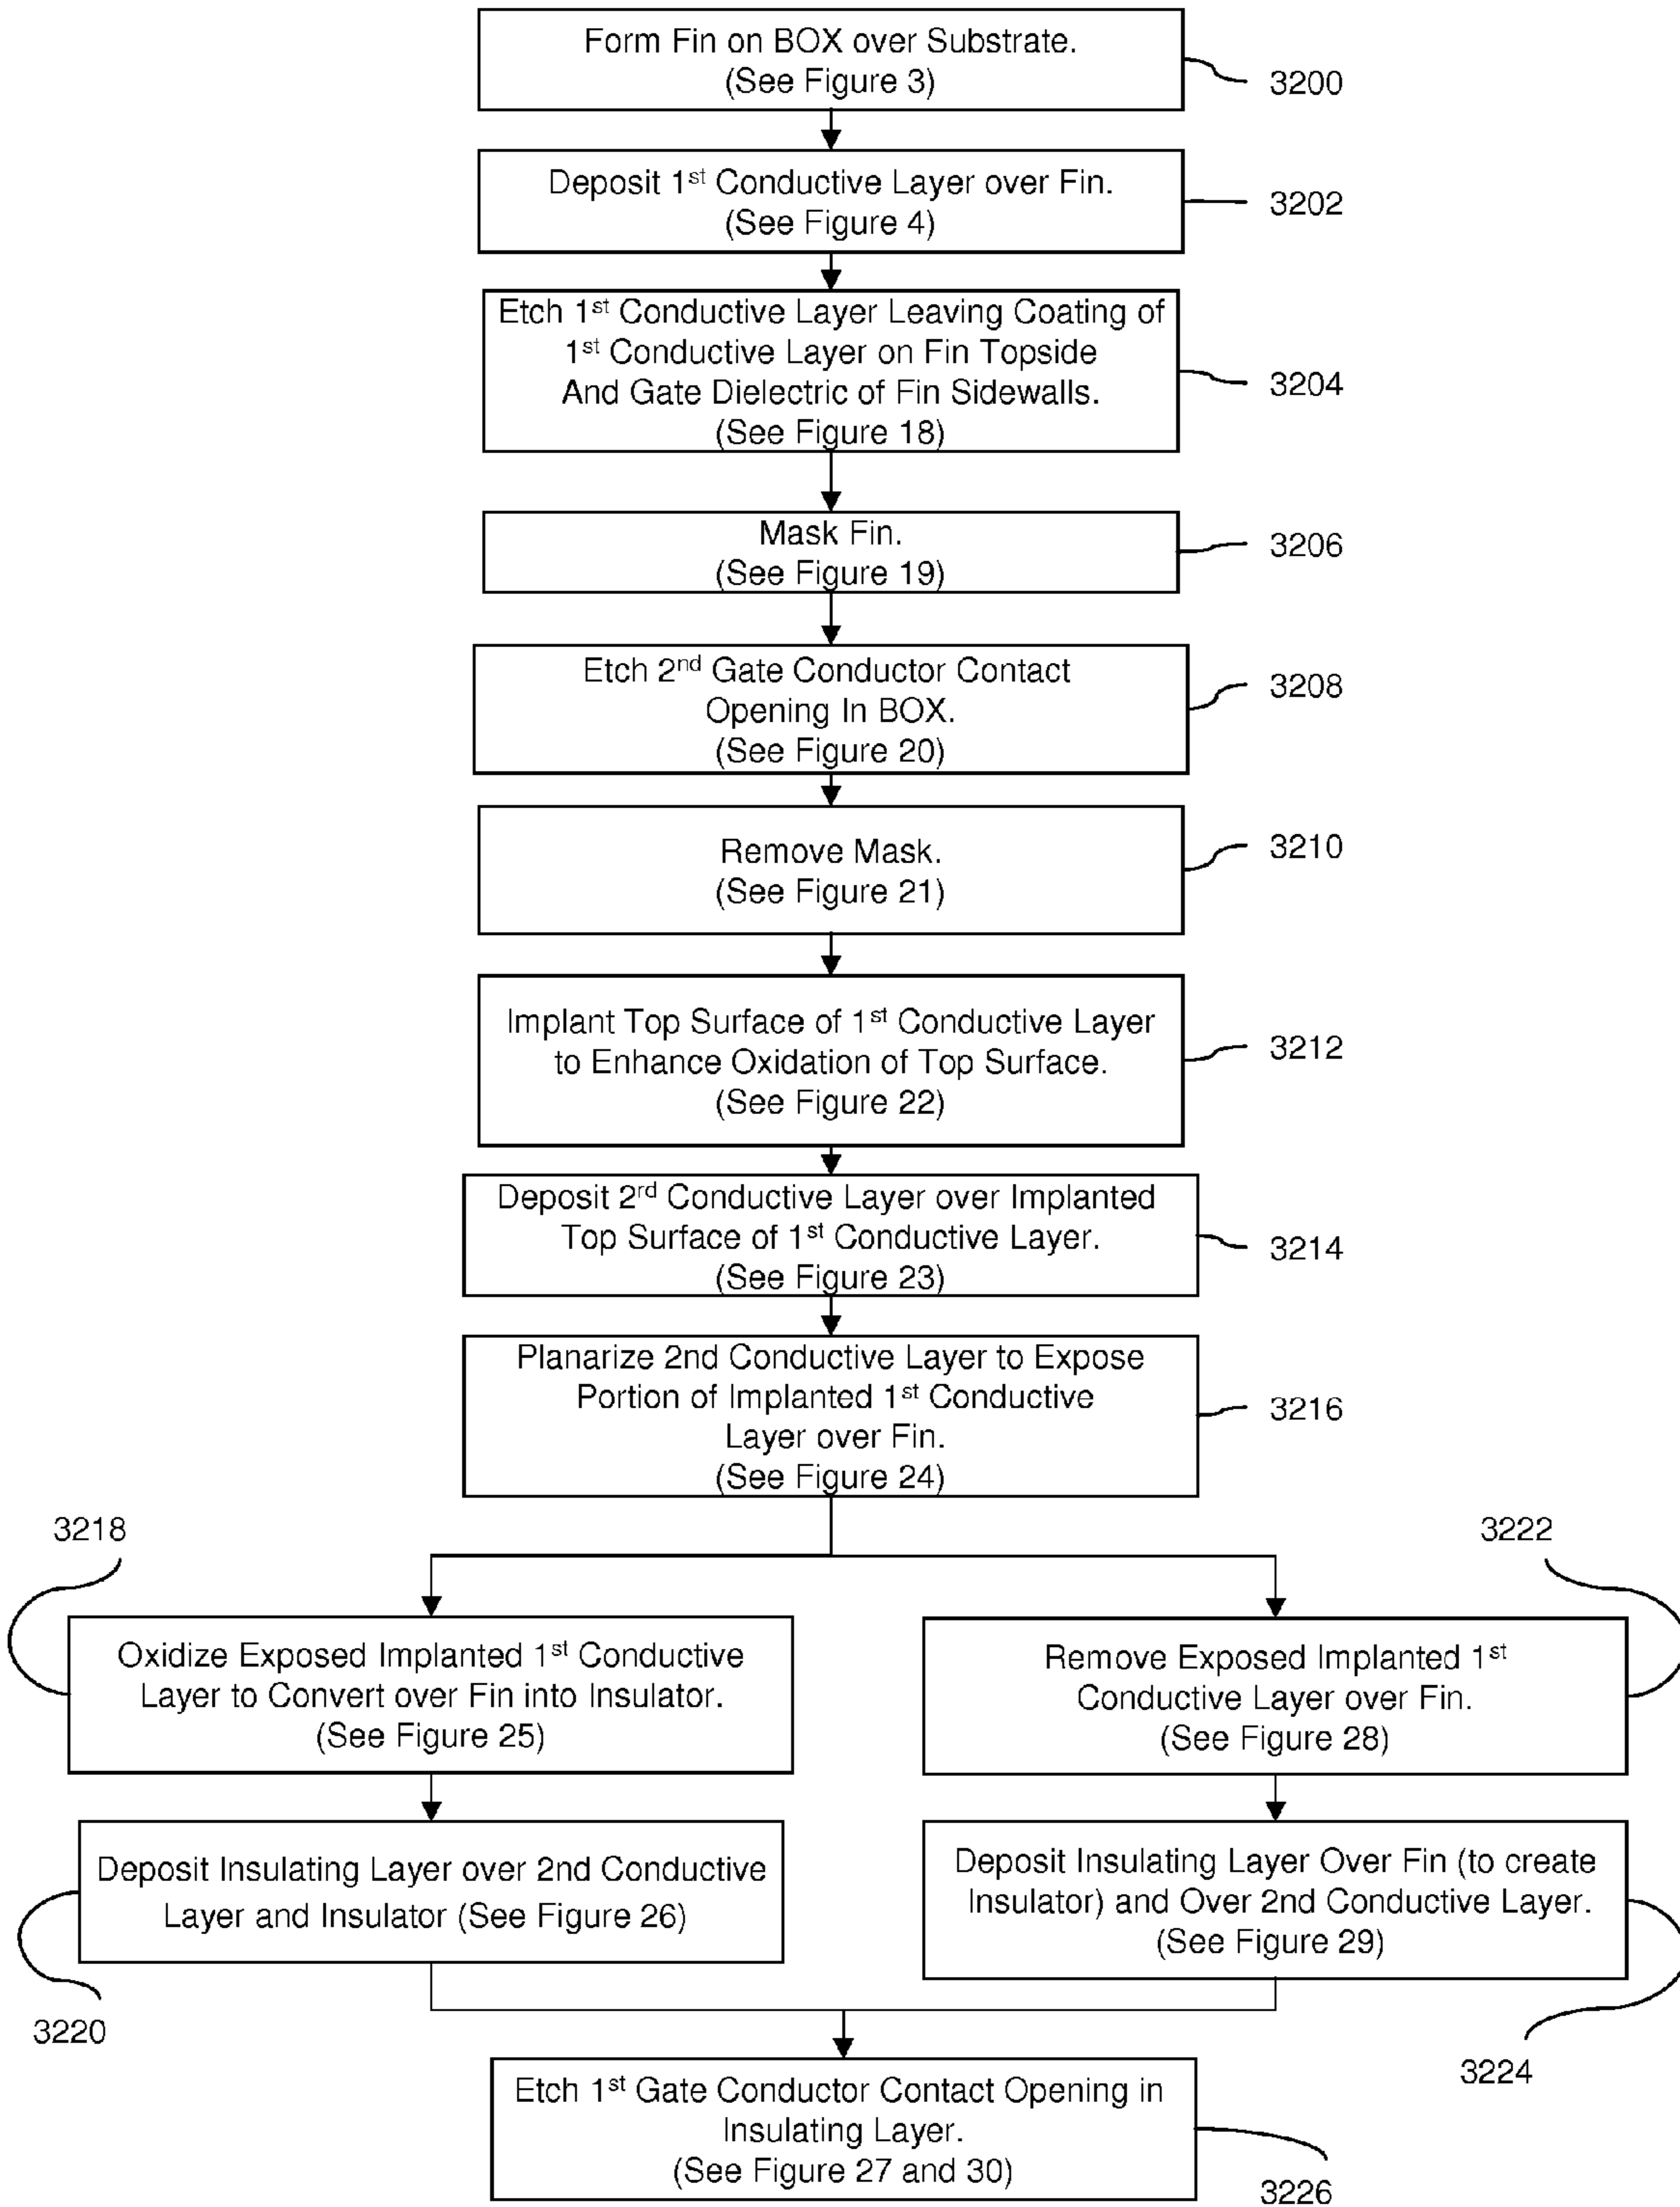 Form Fin on BOX over Substrate.
(See Figure 3)
3200
Deposit 1st Conductive Layer over Fin.
(See Figure 4)
3202
Etch 1st Conductive Layer Leaving Coating of
1st Conductive Layer on Fin Topside
And Gate Dielectric of Fin Sidewalls.
(See Figure 18)
3204
Mask Fin.
(See Figure 19)
3206
Etch 2nd Gate Conductor Contact
Opening In BOX.
(See Figure 20)
3208
Remove Mask.
(See Figure 21)
3210
Implant Top Surface of 1st Conductive Layer
to Enhance Oxidation of Top Surface.
(See Figure 22)
3212
Deposit 2rd Conductive Layer over Implanted
Top Surface of 1st Conductive Layer.
(See Figure 23)
3214
Planarize 2nd Conductive Layer to Expose
Portion of Implanted 1st Conductive
Layer over Fin.
(See Figure 24)
3216
3218
Oxidize Exposed Implanted 1st Conductive
Layer to Convert over Fin into Insulator.
(See Figure 25)
3222
Remove Exposed Implanted 1st
Conductive Layer over Fin.
(See Figure 28)
Deposit Insulating Layer over 2nd Conductive
Layer and Insulator (See Figure 26)
3220
Deposit Insulating Layer Over Fin (to create
Insulator) and Over 2nd Conductive Layer.
(See Figure 29)
3224
Etch 1st Gate Conductor Contact Opening in
Insulating Layer.
(See Figure 27 and 30)
3226